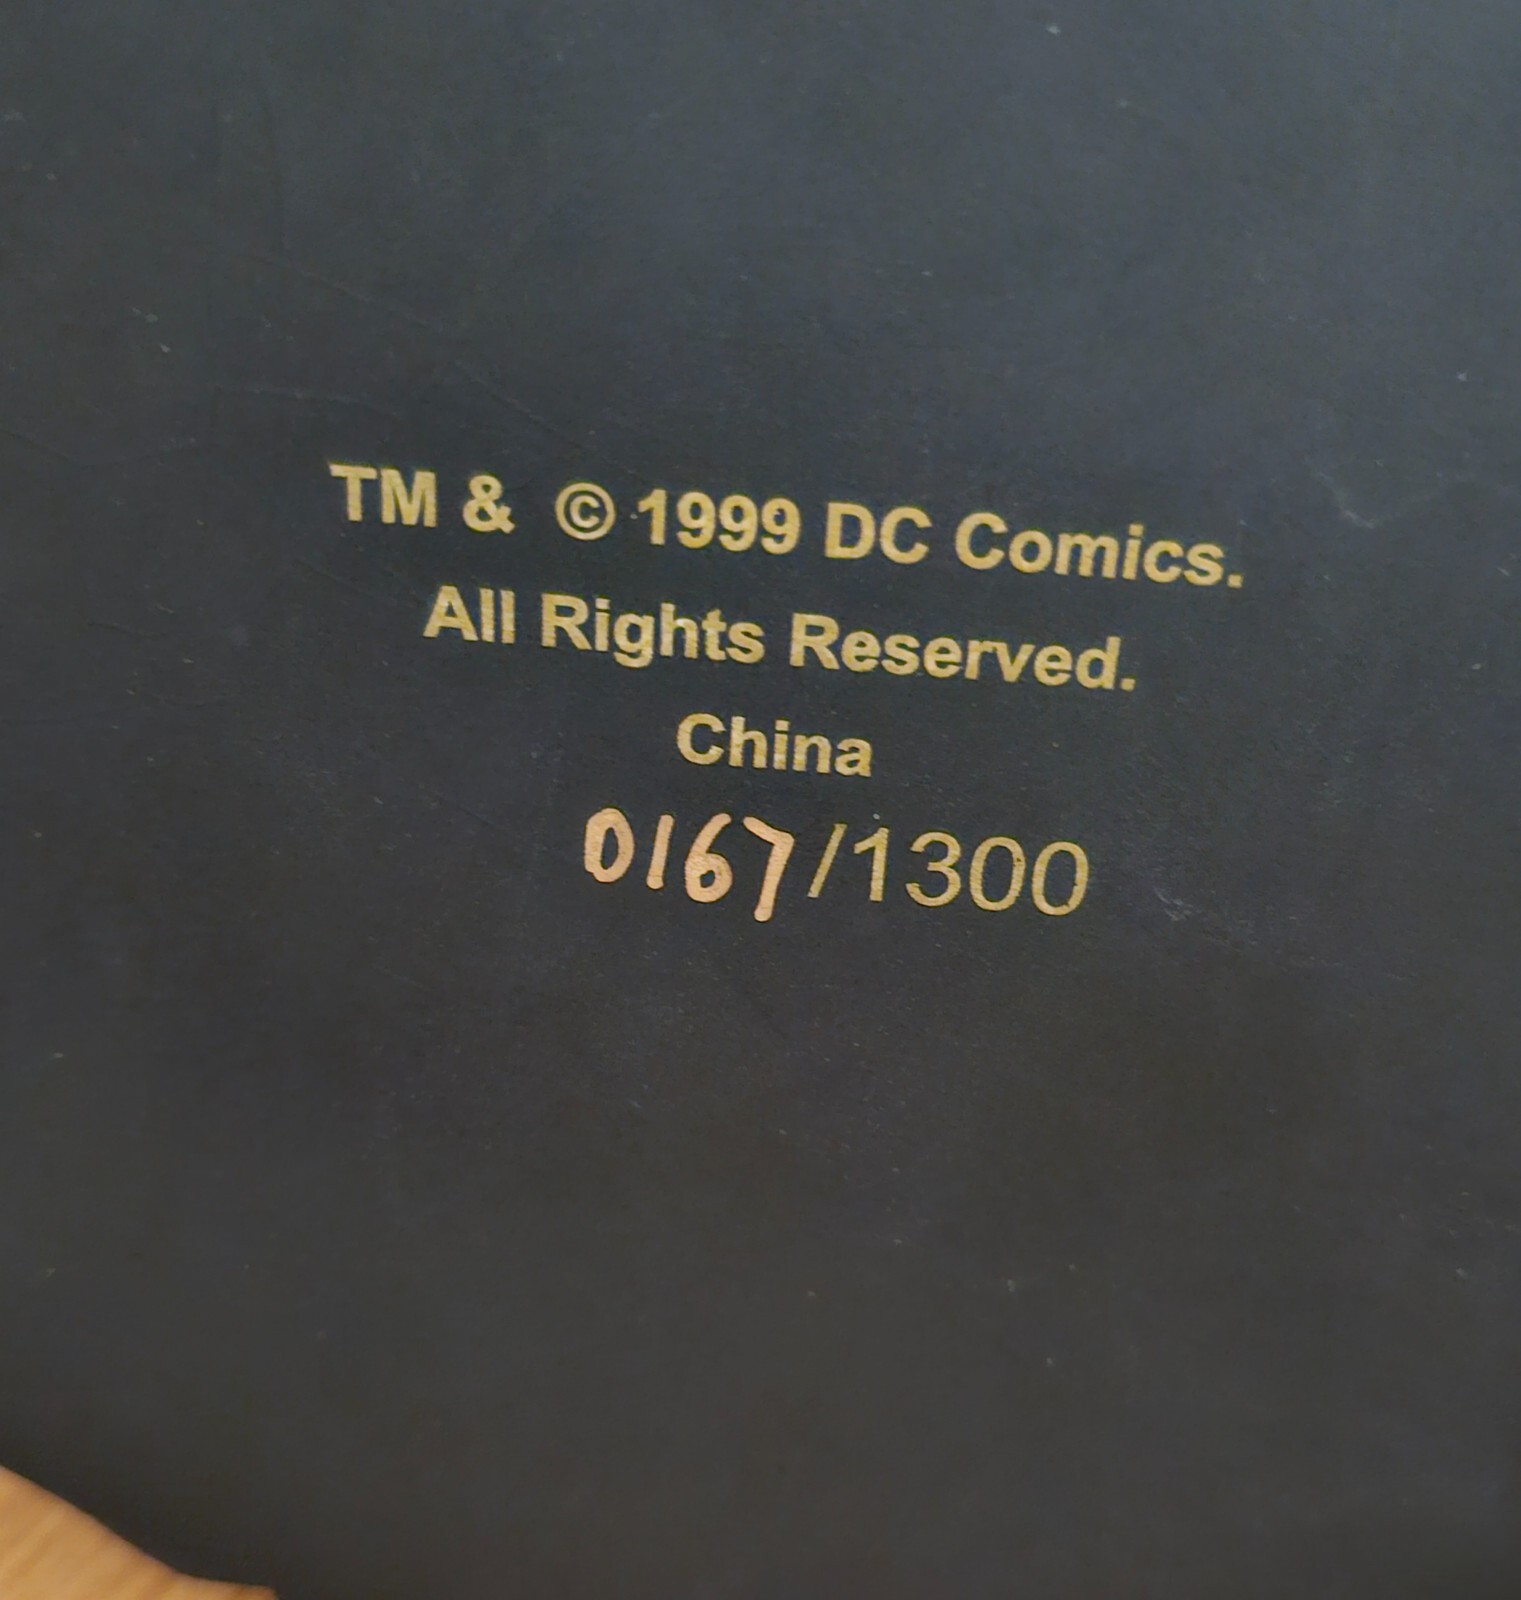 TM & © 1999 DC Comics.
All Rights Reserved.
China
0167/1300